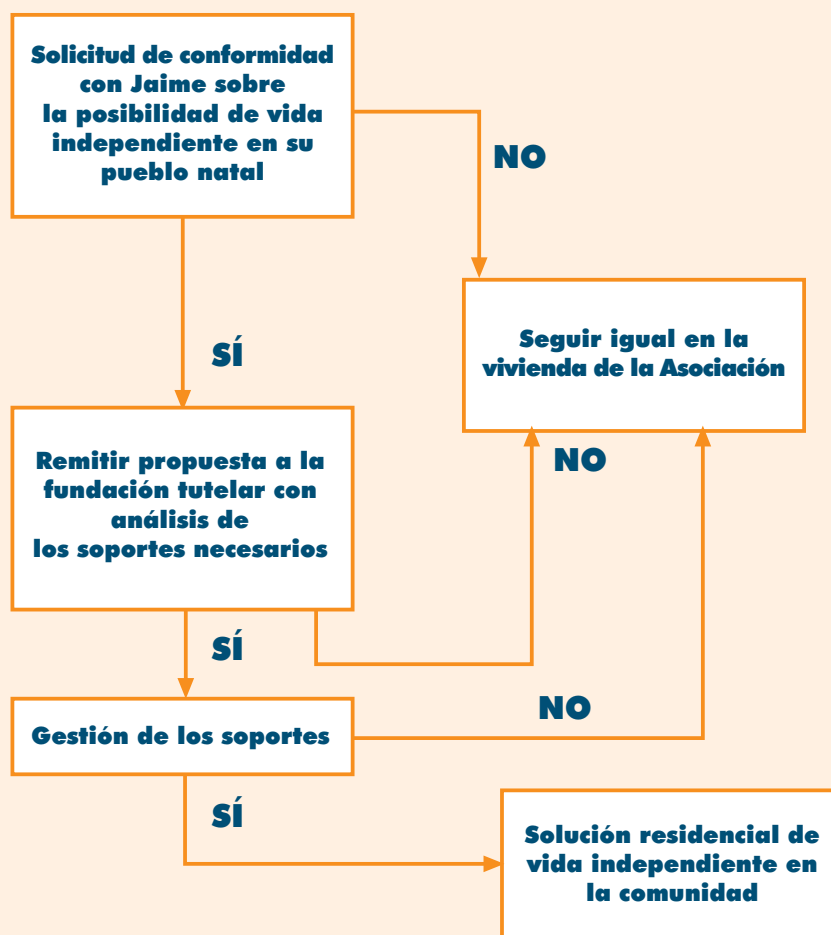 Solicitud de conformidad
con Jaime sobre
la posibilidad de vida
independiente en su
pueblo natal
NO
Seguir igual en la
vivienda de la Asociación
SÍ
Remitir propuesta a la
fundación tutelar con
análisis de
los soportes necesarios
NO
SÍ
Gestión de los soportes
NO
SÍ
Solución residencial de
vida independiente en
la comunidad